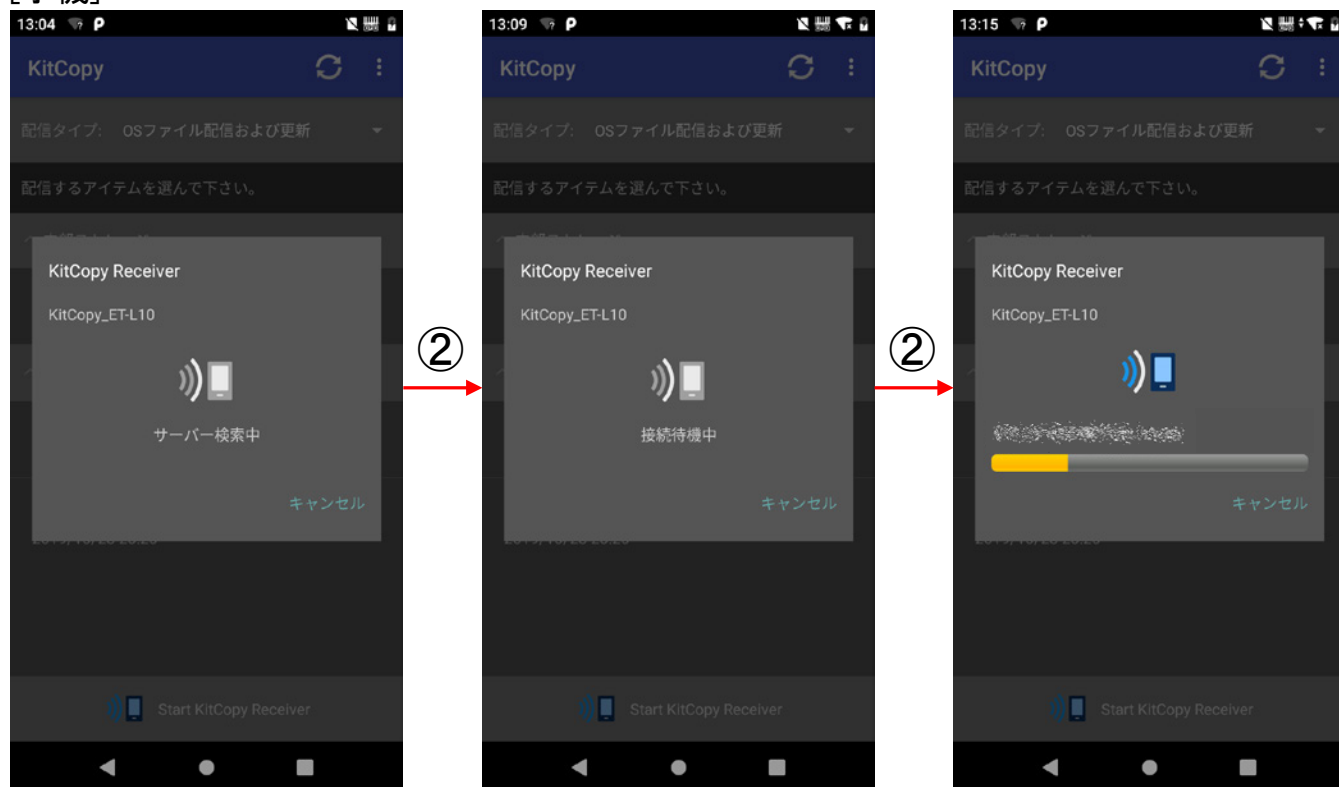 13:04
KitCopy
配信タイプ: OSファイル配信および更新
配信するアイテムを選んで下さい。
KitCopy Receiver
KitCopy_ET-L10
サーバー検索中
キャンセル
Start KitCopy Receiver
②
13:09
KitCopy
配信タイプ: OSファイル配信および更新
配信するアイテムを選んで下さい。
KitCopy Receiver
KitCopy_ET-L10
接続待機中
キャンセル
Start KitCopy Receiver
②
13:15
KitCopy
配信タイプ: OSファイル配信および更新
配信するアイテムを選んで下さい。
KitCopy Receiver
KitCopy_ET-L10
キャンセル
Start KitCopy Receiver